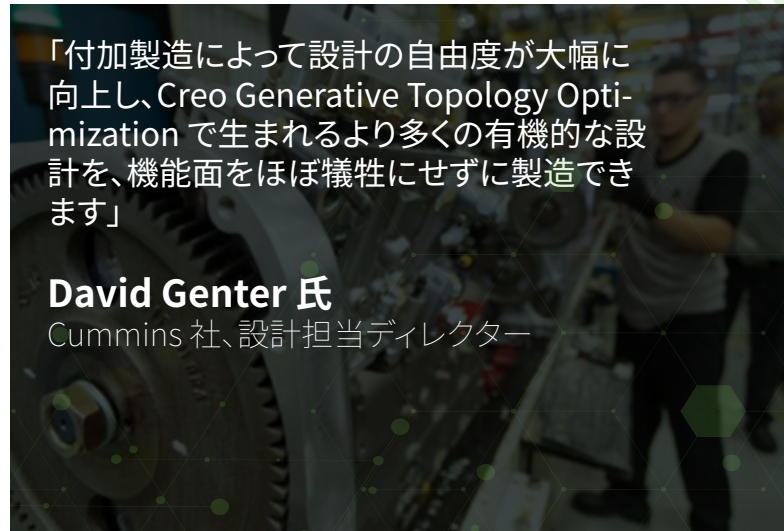 「付加製造によって設計の自由度が大幅に
向上し、Creo Generative Topology Opti-
mization で生まれるより多くの有機的な設
計を、機能面をほぼ犠牲にせずに製造でき
ます」
David Genter 氏
Cummins 社、設計担当ディレクター